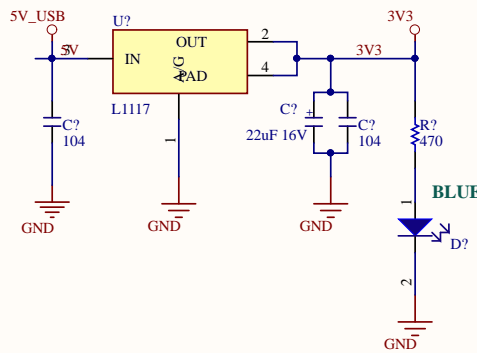 5V_USB
U?
3V3
3
5V
IN
OUT
A/G
PAD
2
4
3V3
L1117
1
C?
104
C?
+
22uF 16V
C?
104
R?
470
GND
GND
GND
1
BLUE
D?
2
GND